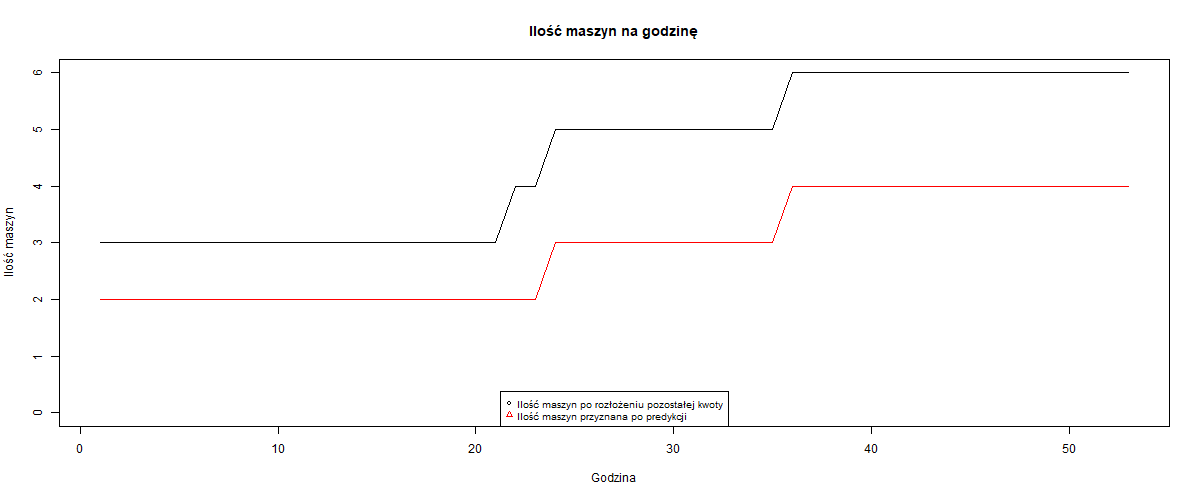 Ilość maszyn na godzinę
6
5
4
3
2
1
0
Ilość maszyn
Ilość maszyn po rozłożeniu pozostałej kwoty
Ilość maszyn przyznana po predykcji
0 10 20 30 40 50
Godzina